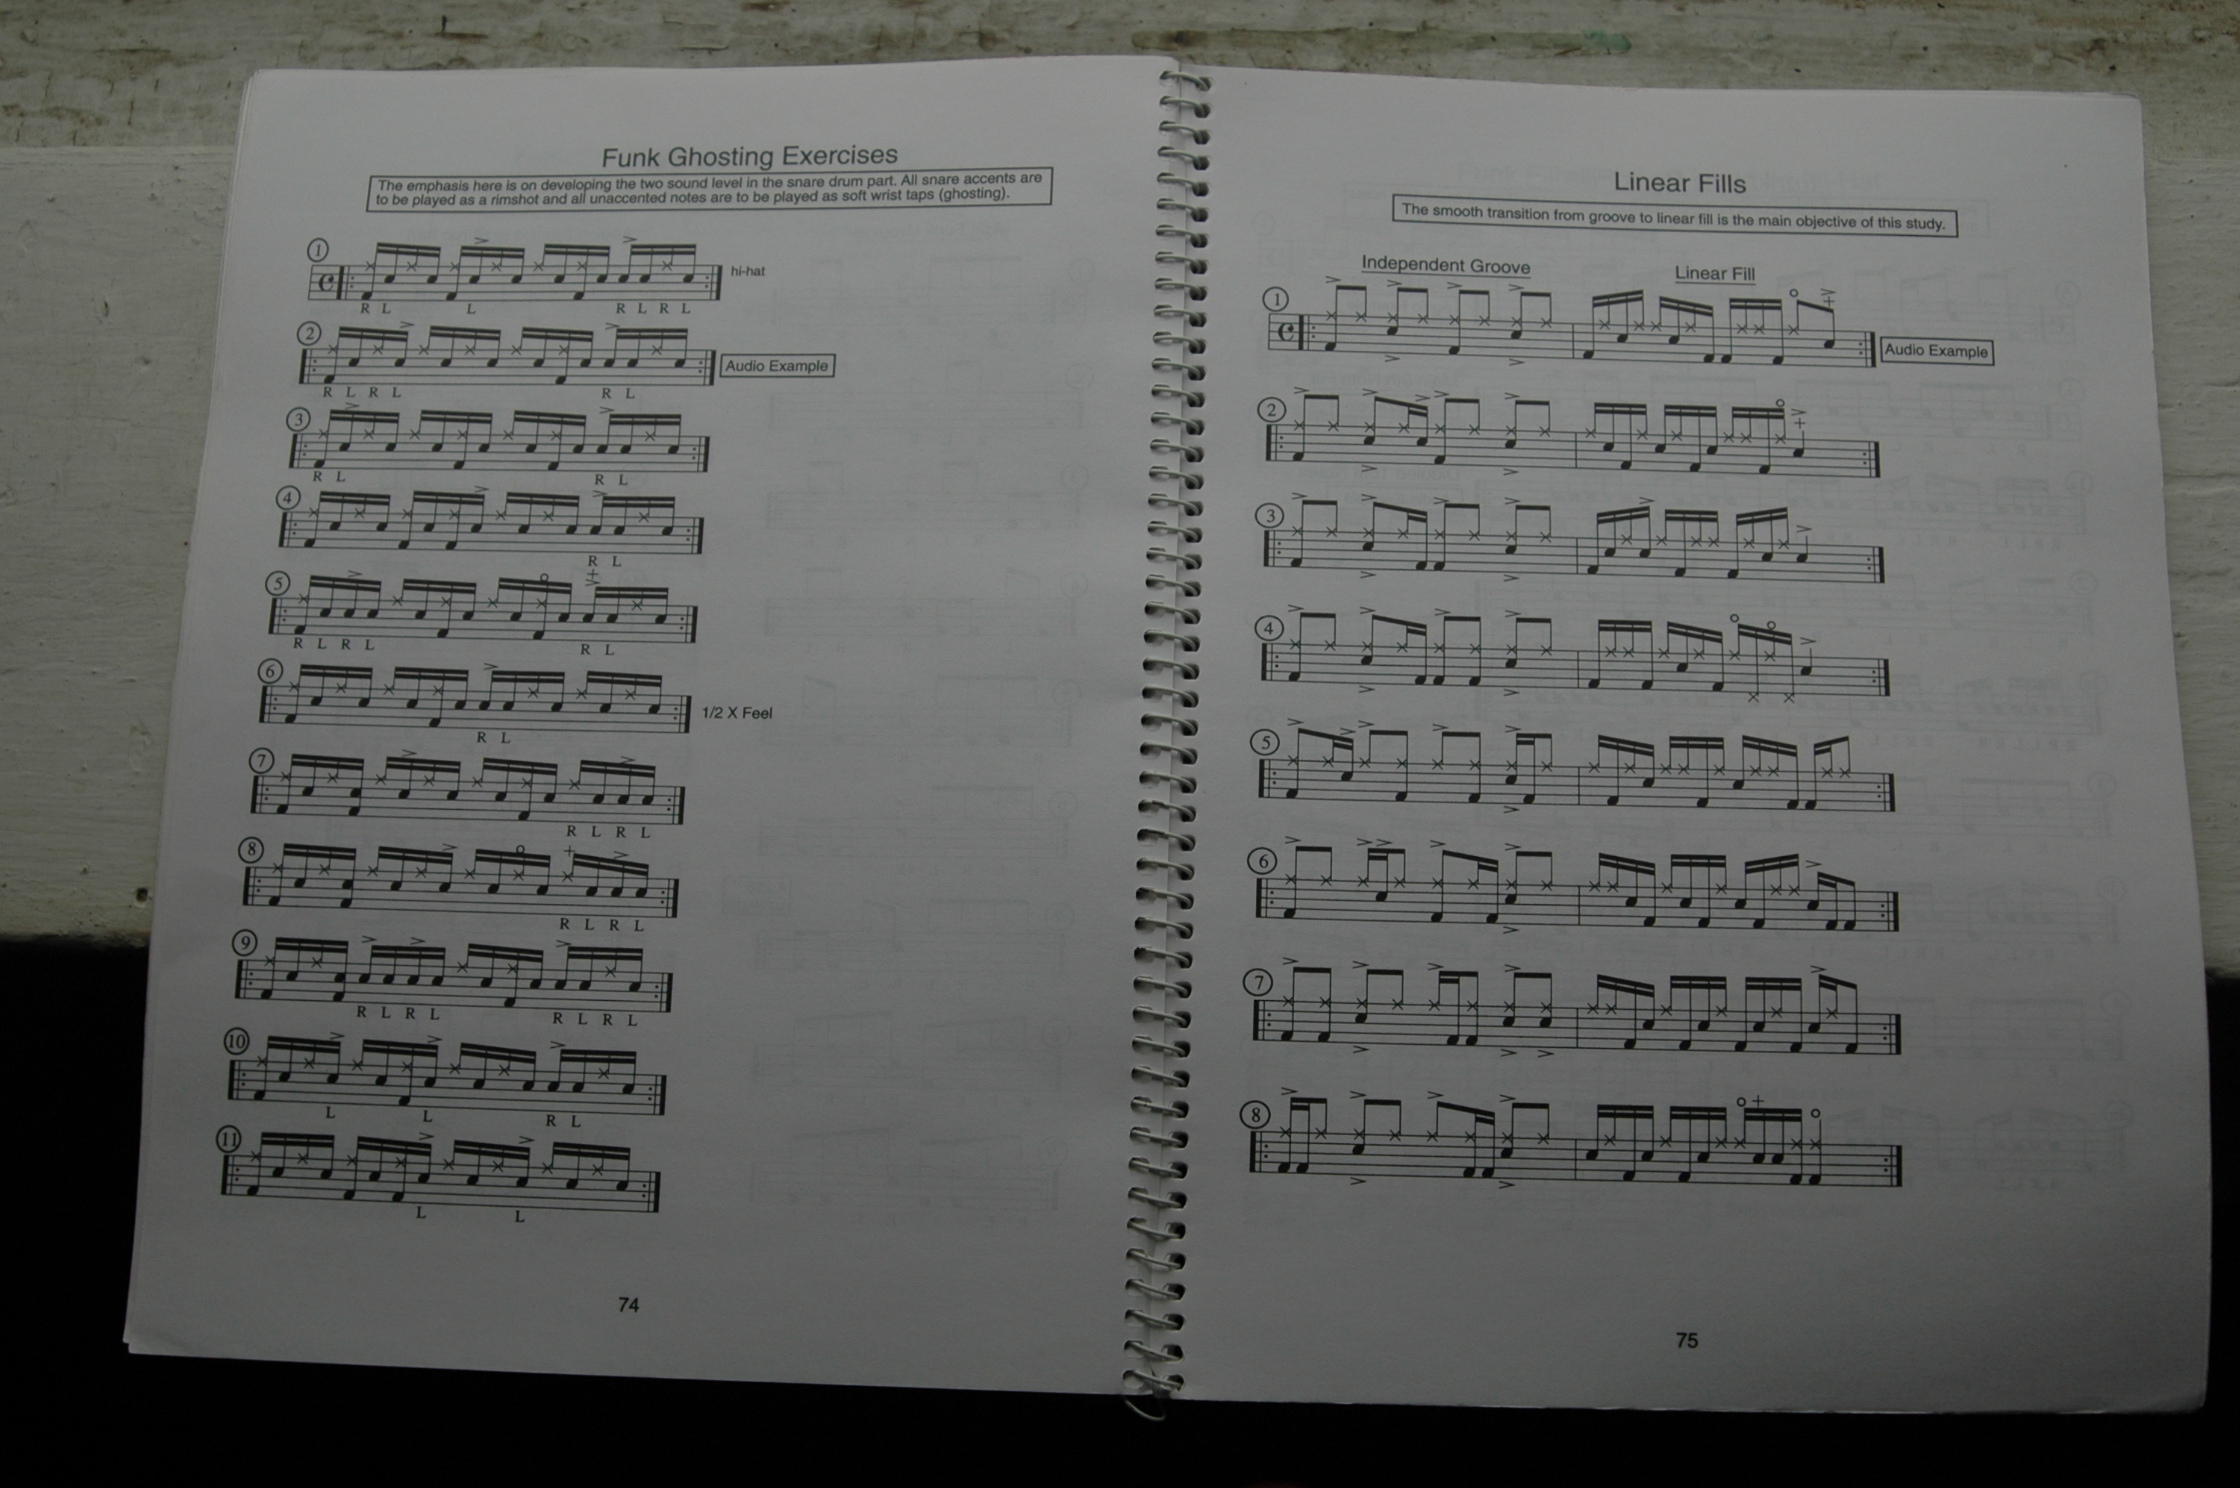 Funk Ghosting Exercises
The emphasis here is on developing the two sound level in the snare drum part. All snare accents are
to be played as a rimshot and all unaccented notes are to be played as soft wrist taps (ghosting).
1
hi-hat
R L L R L R L
2
Audio Example
R L R L R L
3
R L R L
4
R L
5
R L R L R L
6
1/2 X Feel
R L
7
R L R L
8
R L R L
9
R L R L R L R L
10
L L R L
11
L L
74
Linear Fills
The smooth transition from groove to linear fill is the main objective of this study.
Independent Groove Linear Fill
1
Audio Example
2
3
4
5
6
7
8
75